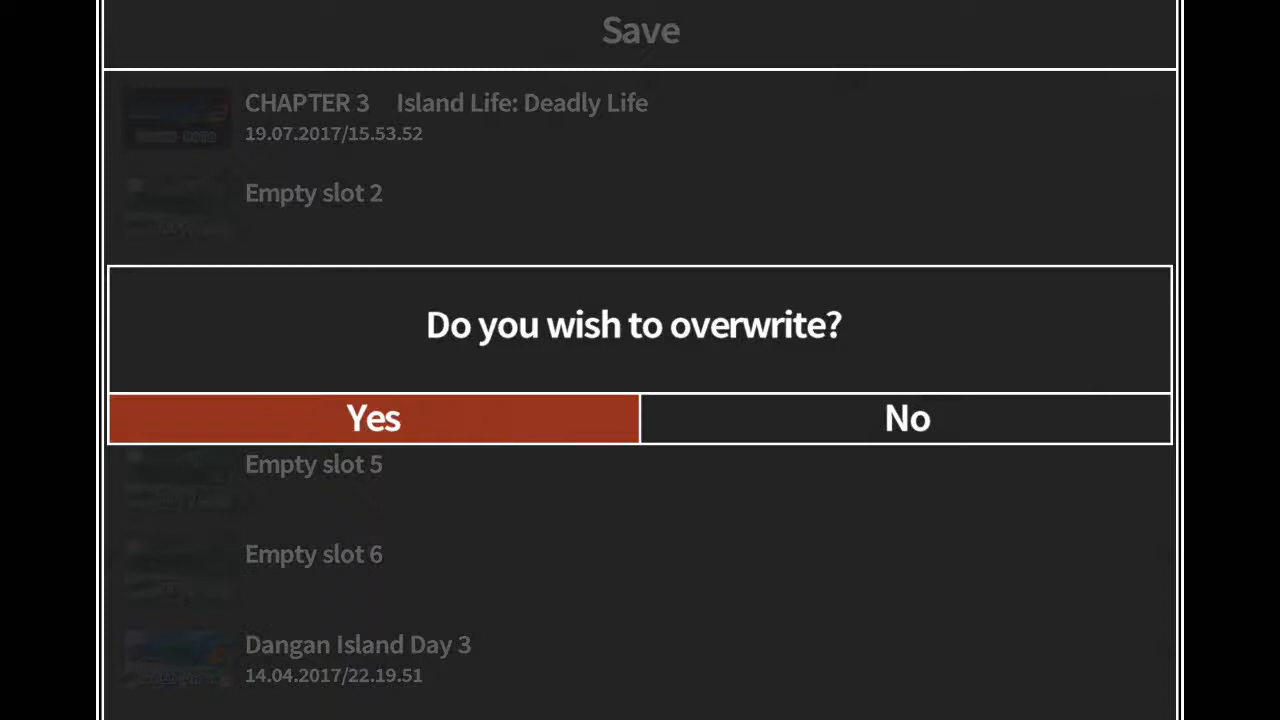 Save
CHAPTER 3 Island Life: Deadly Life
19.07.2017/15.53.52
Empty slot 2
Do you wish to overwrite?
Yes
No
Empty slot 5
Empty slot 6
Dangan Island Day 3
14.04.2017/22.19.51